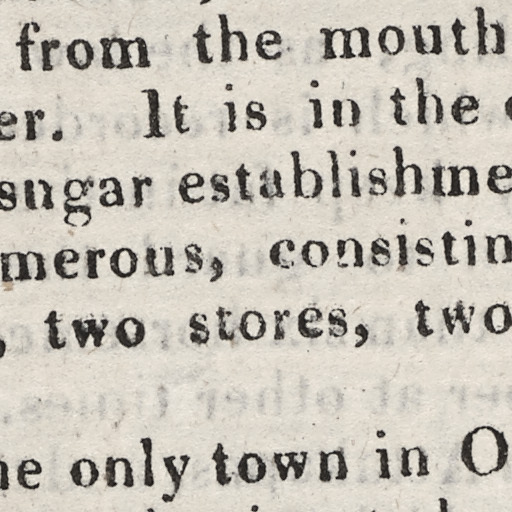 from the mouth
er. It is in the
sugar establishme
merous, consistin
, two stores, two
he only town in O